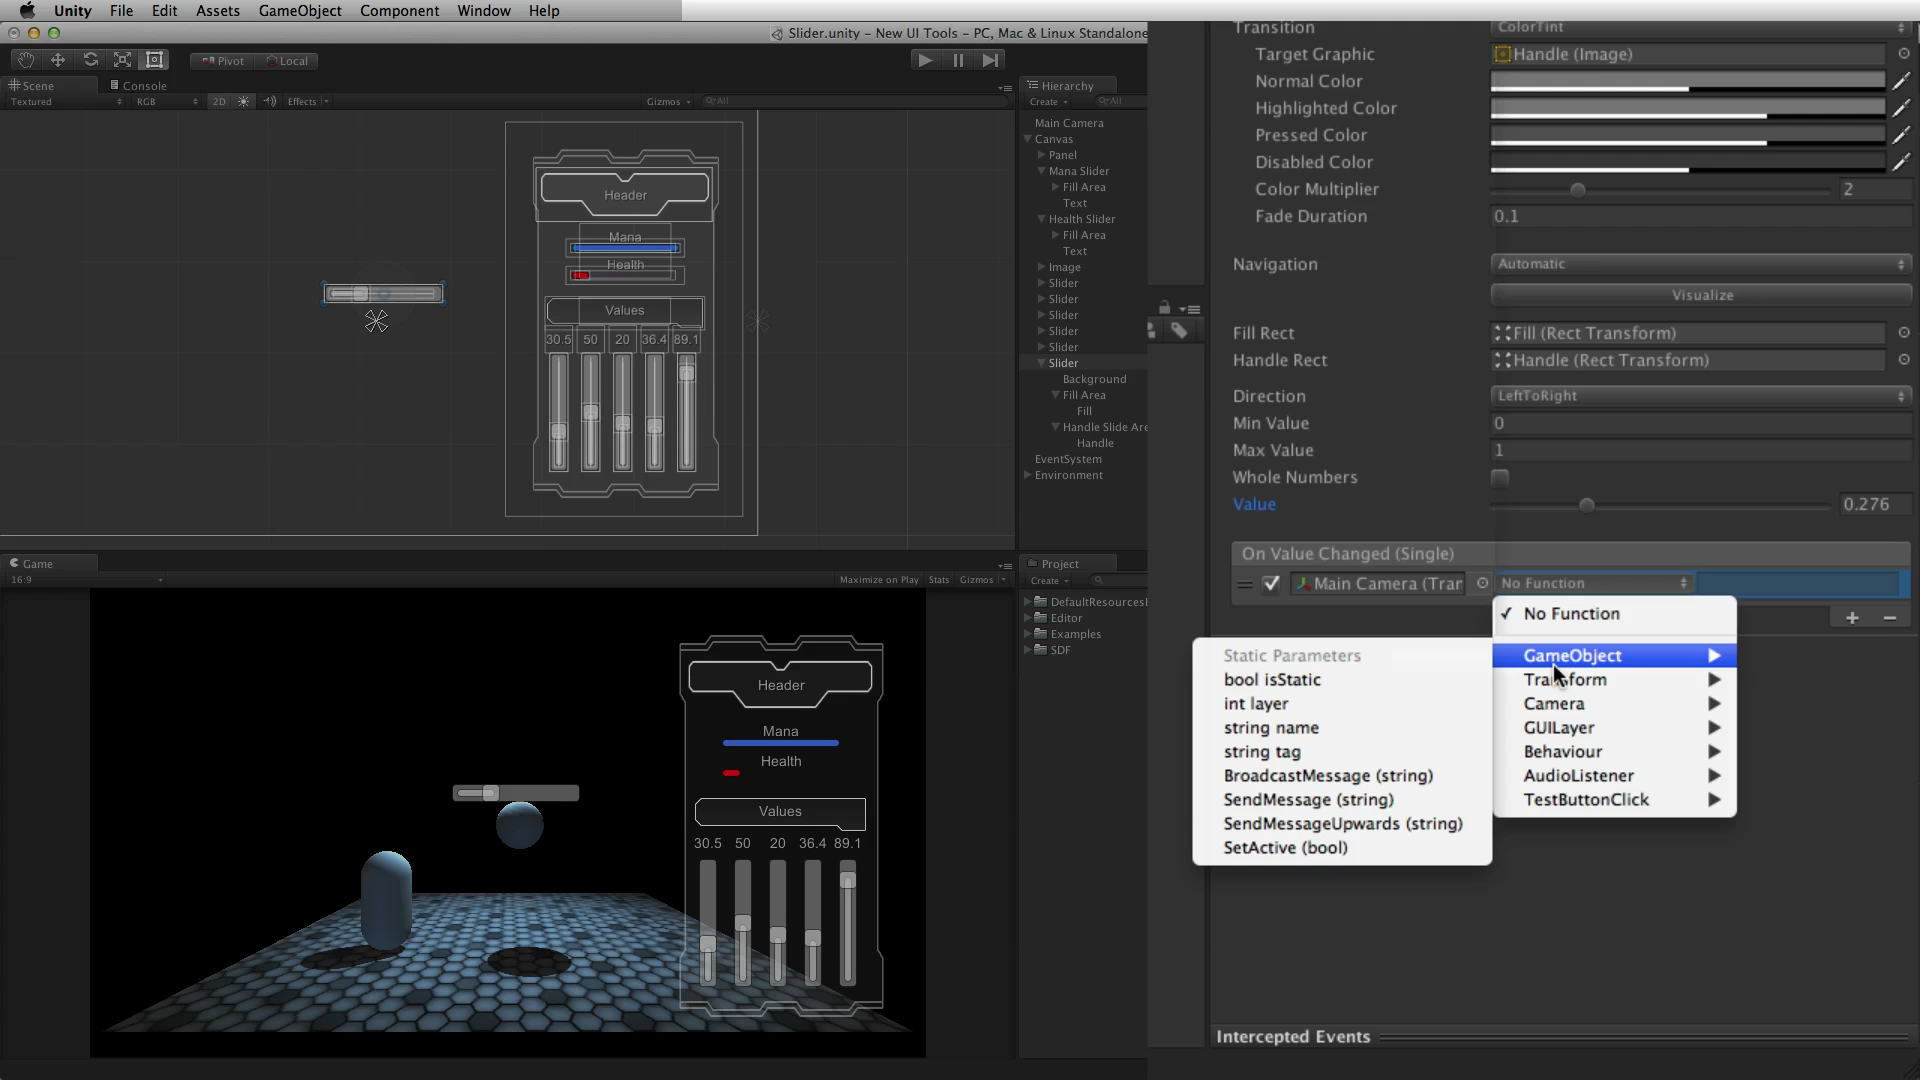 Unity File Edit Assets GameObject Component Window Help
Slider.unity – New UI Tools – PC, Mac & Linux Standalone
Pivot Local
Scene Console
Textured RGB 2D Effects Gizmos All
Header
Mana
Health
Values
30.5 50 20 36.4 89.1
Hierarchy
Create All
Main Camera
Canvas
Panel
Mana Slider
Fill Area
Text
Health Slider
Fill Area
Text
Image
Slider
Slider
Slider
Slider
Slider
Slider
Background
Fill Area
Fill
Handle Slide Are
Handle
EventSystem
Environment
Game
16:9 Maximize on Play Stats Gizmos
Header
Mana
Health
Values
30.5 50 20 36.4 89.1
Project
Create
DefaultResources
Editor
Examples
SDF
Transition ColorTint
Target Graphic Handle (Image)
Normal Color
Highlighted Color
Pressed Color
Disabled Color
Color Multiplier 2
Fade Duration 0.1
Navigation Automatic
Visualize
Fill Rect Fill (Rect Transform)
Handle Rect Handle (Rect Transform)
Direction LeftToRight
Min Value 0
Max Value 1
Whole Numbers
Value 0.276
On Value Changed (Single)
Main Camera (Tran No Function
No Function
GameObject
Transform
Camera
GUILayer
Behaviour
AudioListener
TestButtonClick
Static Parameters
bool isStatic
int layer
string name
string tag
BroadcastMessage (string)
SendMessage (string)
SendMessageUpwards (string)
SetActive (bool)
Intercepted Events